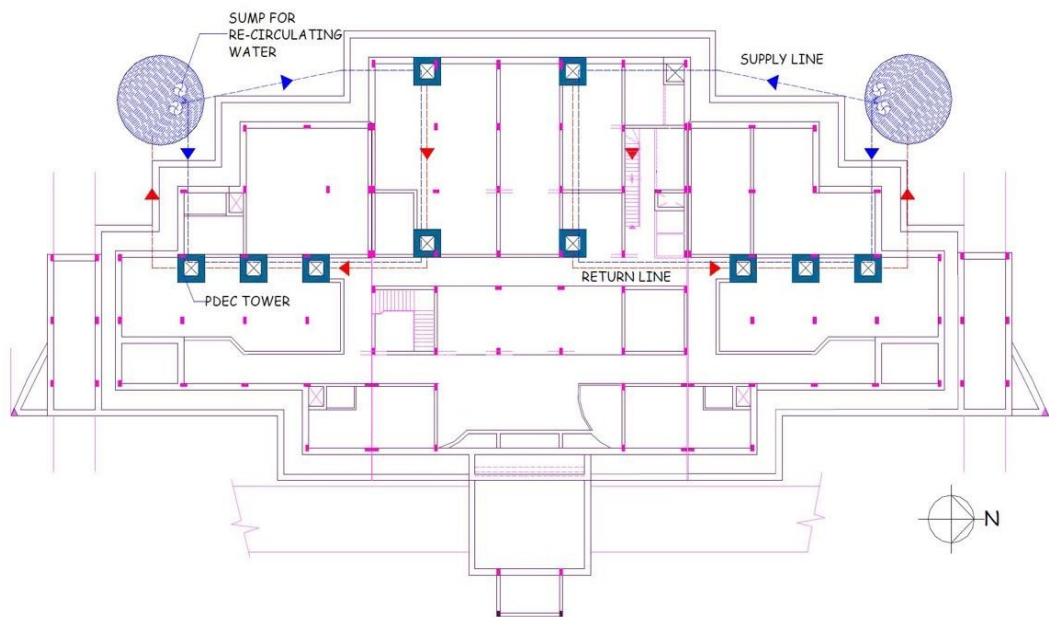 SUMP FOR
RE-CIRCULATING
WATER
SUPPLY LINE
RETURN LINE
PDEC TOWER
N